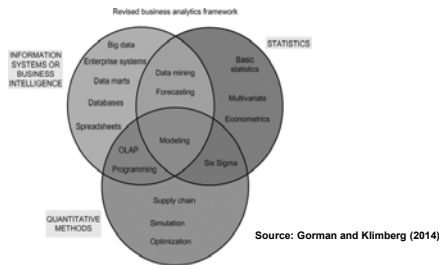 Revised business analytics framework
INFORMATION
SYSTEMS OR
BUSINESS
INTELLIGENCE
STATISTICS
Big data
Enterprise systems
Data marts
Databases
Spreadsheets
Data mining
Forecasting
Basic
statistics
Multivariate
Econometrics
Modeling
OLAP
Programming
Six Sigma
QUANTITATIVE
METHODS
Supply chain
Simulation
Optimization
Source: Gorman and Klimberg (2014)